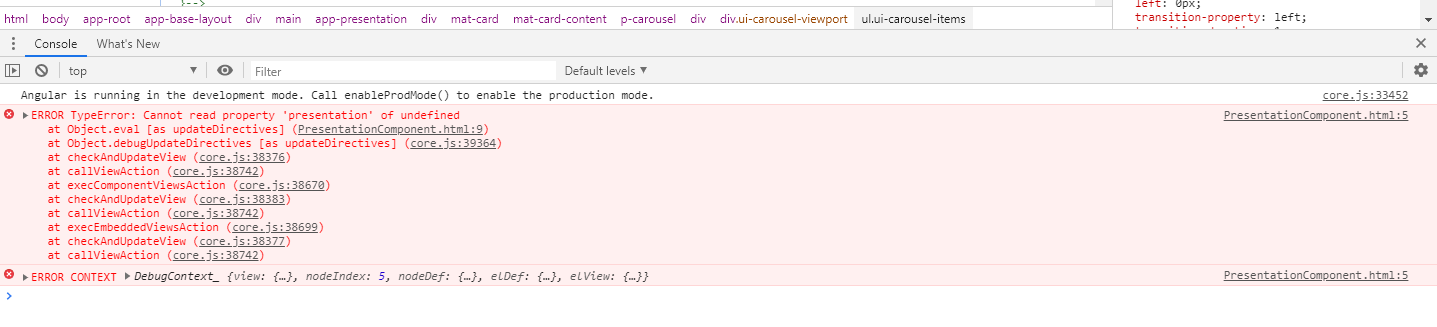 }-->
html body app-root app-base-layout div main app-presentation div mat-card mat-card-content p-carousel div div.ui-carousel-viewport ul.ui-carousel-items
left: 0px;
transition-property: left;
Console What's New
top Filter Default levels
Angular is running in the development mode. Call enableProdMode() to enable the production mode. core.js:33452
ERROR TypeError: Cannot read property 'presentation' of undefined PresentationComponent.html:5
at Object.eval [as updateDirectives] (PresentationComponent.html:9)
at Object.debugUpdateDirectives [as updateDirectives] (core.js:39364)
at checkAndUpdateView (core.js:38376)
at callViewAction (core.js:38742)
at execComponentViewsAction (core.js:38670)
at checkAndUpdateView (core.js:38383)
at callViewAction (core.js:38742)
at execEmbeddedViewsAction (core.js:38699)
at checkAndUpdateView (core.js:38377)
at callViewAction (core.js:38742)
ERROR CONTEXT DebugContext_ {view: {…}, nodeIndex: 5, nodeDef: {…}, elDef: {…}, elView: {…}} PresentationComponent.html:5